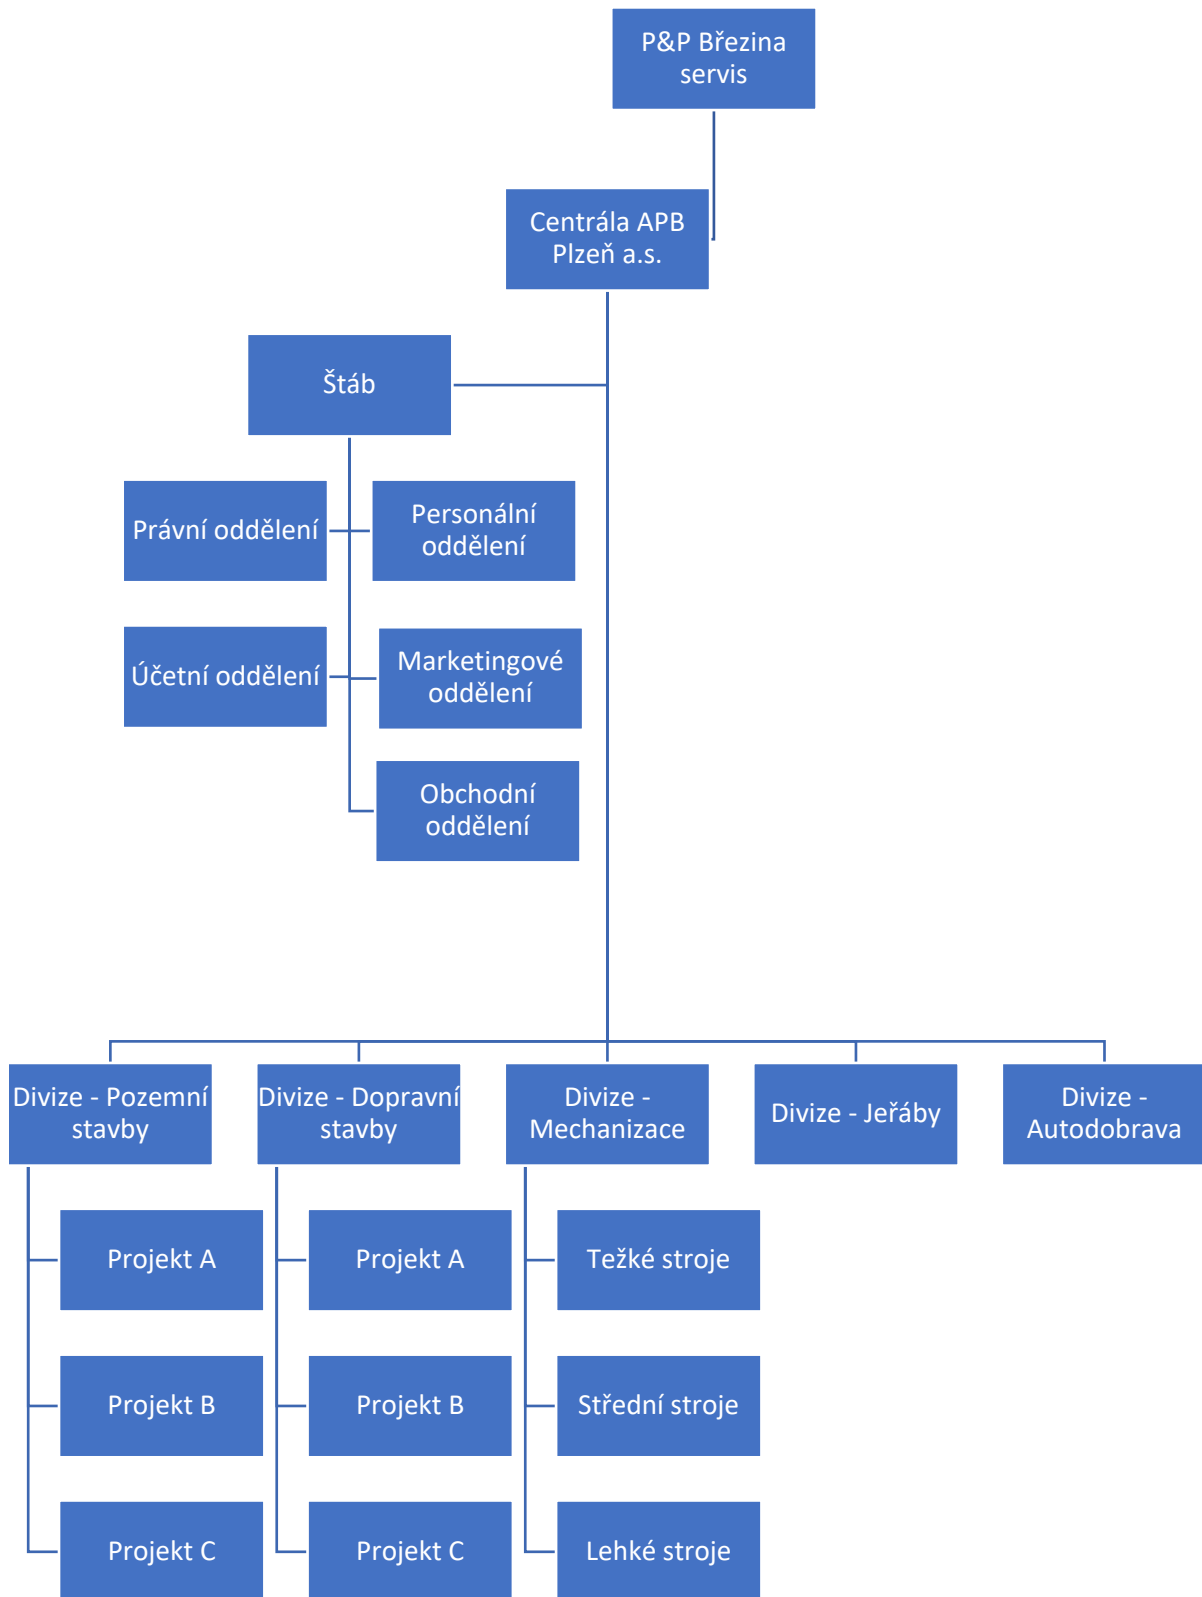 P&P Březina
servis
Centrála APB
Plzeň a.s.
Štáb
Právní oddělení
Personální
oddělení
Účetní oddělení
Marketingové
oddělení
Obchodní
oddělení
Divize - Pozemní
stavby
Divize - Dopravní
stavby
Divize -
Mechanizace
Divize - Jeřáby
Divize -
Autodobrava
Projekt A
Projekt A
Težké stroje
Projekt B
Projekt B
Střední stroje
Projekt C
Projekt C
Lehké stroje